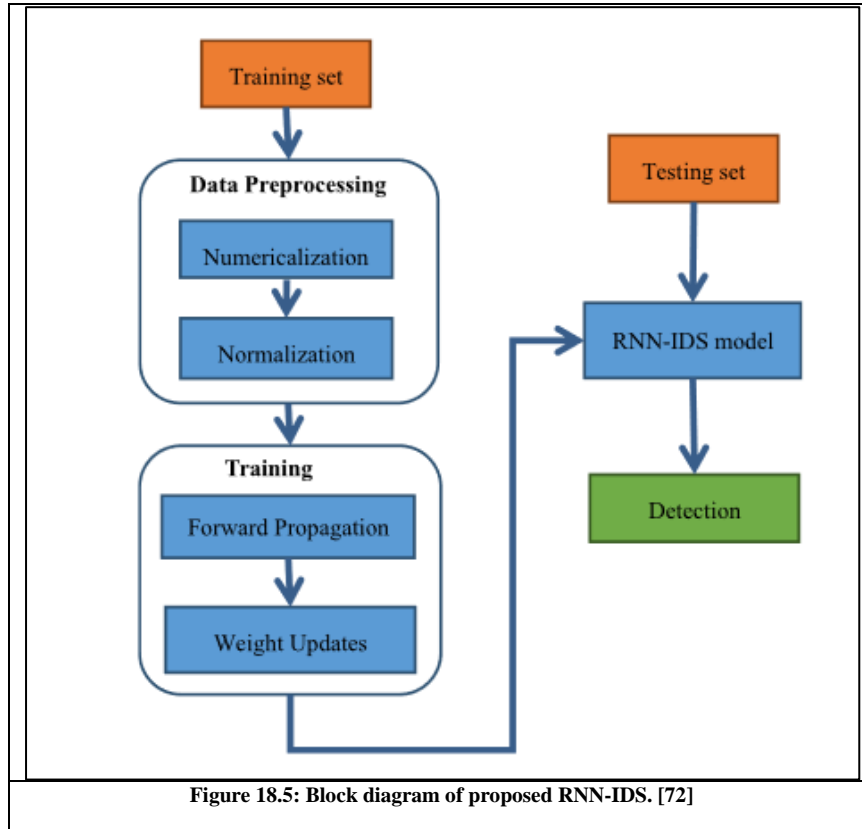 Training set
Data Preprocessing
Numericalization
Normalization
Training
Forward Propagation
Weight Updates
Testing set
RNN-IDS model
Detection
Figure 18.5: Block diagram of proposed RNN-IDS. [72]